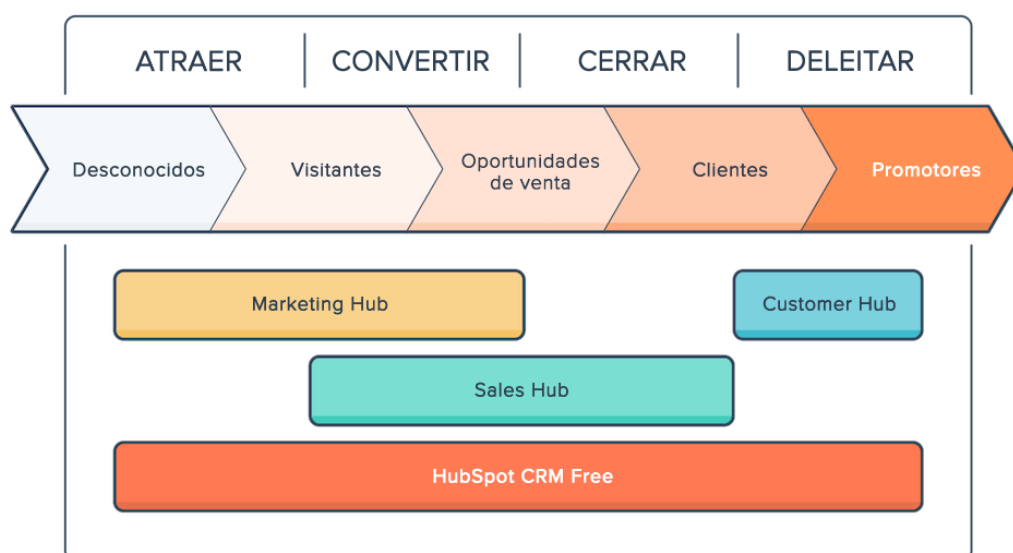 ATRAER
CONVERTIR
CERRAR
DELEITAR
Desconocidos
Visitantes
Oportunidades
de venta
Clientes
Promotores
Marketing Hub
Customer Hub
Sales Hub
HubSpot CRM Free